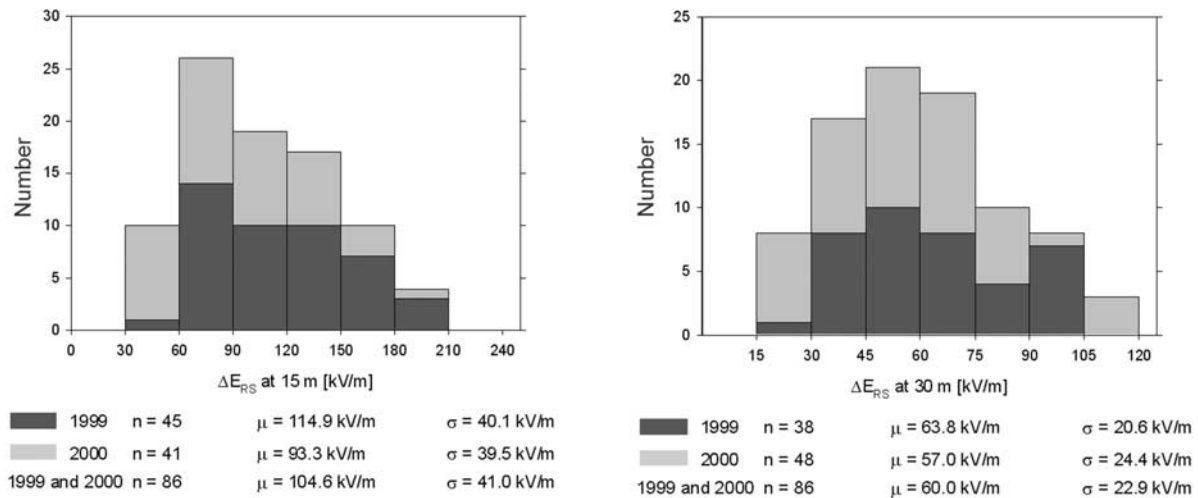 30
25
20
15
10
5
0
Number
0 30 60 90 120 150 180 210 240
ΔE_RS at 15 m [kV/m]
1999 n = 45 μ = 114.9 kV/m σ = 40.1 kV/m
2000 n = 41 μ = 93.3 kV/m σ = 39.5 kV/m
1999 and 2000 n = 86 μ = 104.6 kV/m σ = 41.0 kV/m
25
20
15
10
5
0
Number
15 30 45 60 75 90 105 120
ΔE_RS at 30 m [kV/m]
1999 n = 38 μ = 63.8 kV/m σ = 20.6 kV/m
2000 n = 48 μ = 57.0 kV/m σ = 24.4 kV/m
1999 and 2000 n = 86 μ = 60.0 kV/m σ = 22.9 kV/m